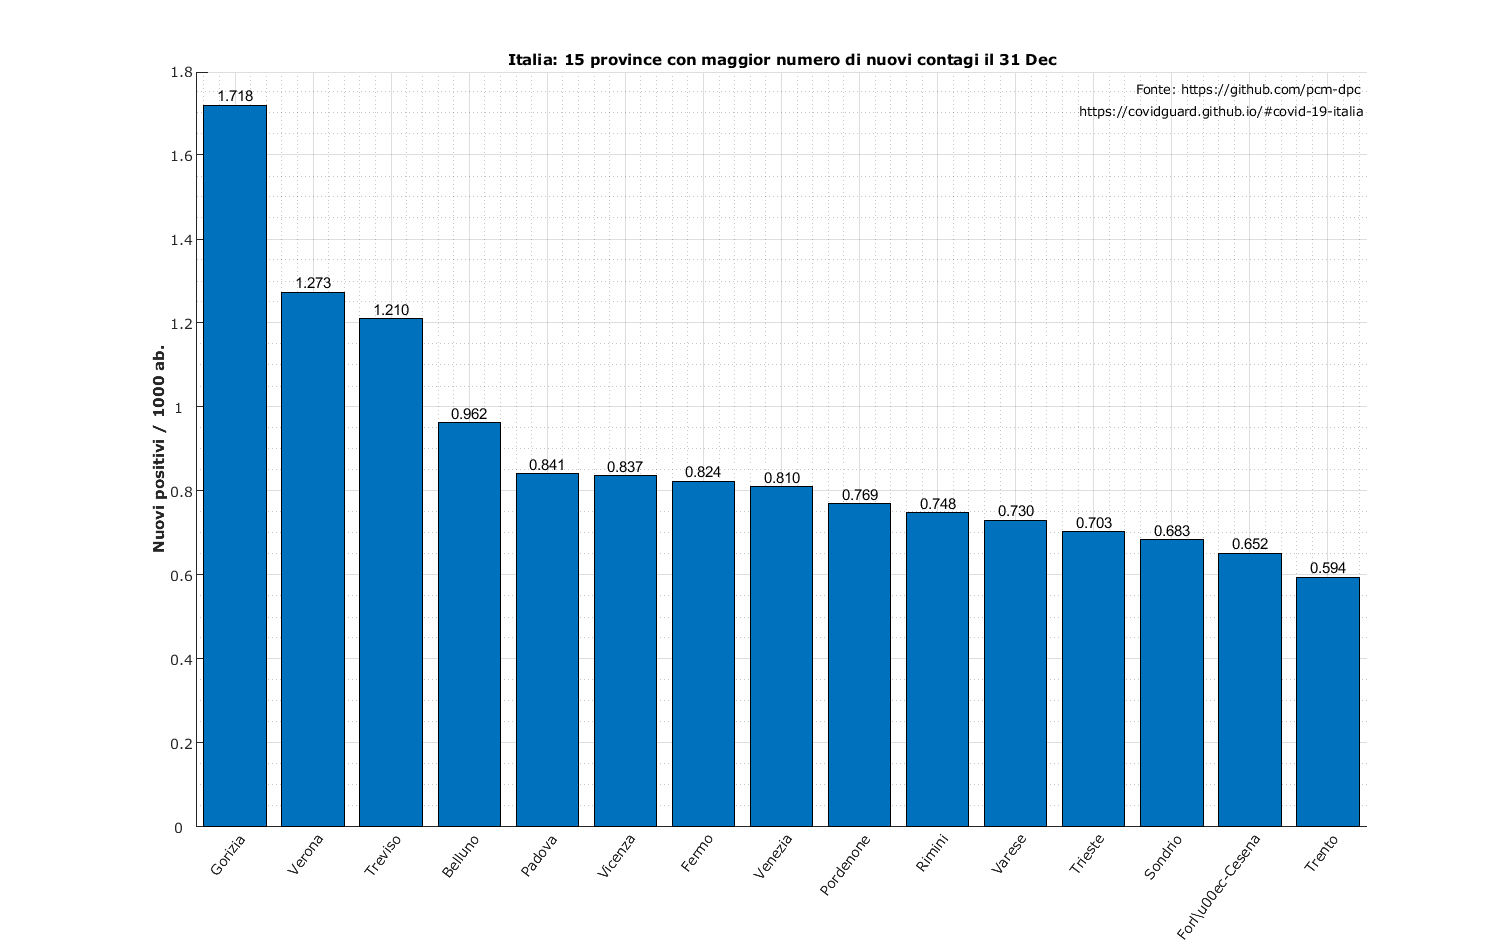 Italia: 15 province con maggior numero di nuovi contagi il 31 Dec
Fonte: https://github.com/pcm-dpc
https://covidguard.github.io/#covid-19-italia
Nuovi positivi / 1000 ab.
1.8
1.6
1.4
1.2
1
0.8
0.6
0.4
0.2
0
1.718
1.273
1.210
0.962
0.841
0.837
0.824
0.810
0.769
0.748
0.730
0.703
0.683
0.652
0.594
Gorizia
Verona
Treviso
Belluno
Padova
Vicenza
Fermo
Venezia
Pordenone
Rimini
Varese
Trieste
Sondrio
Forl\u00ec-Cesena
Trento